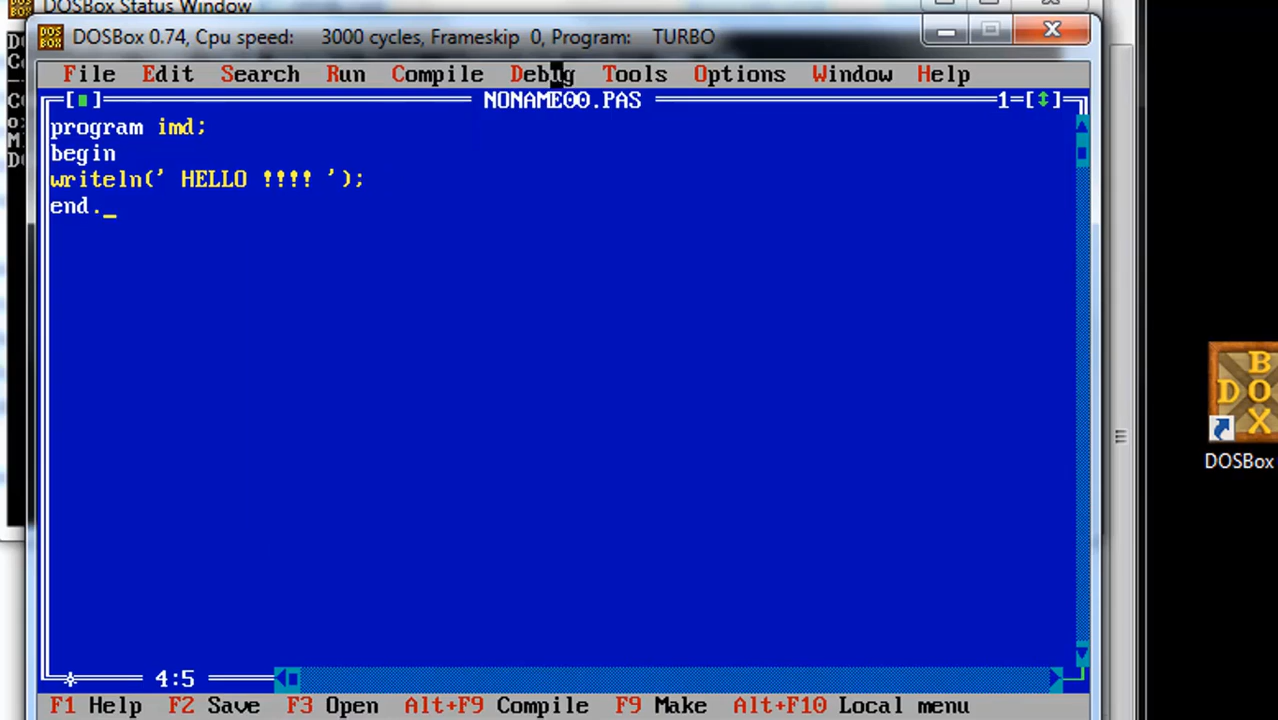 DOSBox Status Window
DOSBox 0.74, Cpu speed: 3000 cycles, Frameskip 0, Program: TURBO
File Edit Search Run Compile Debug Tools Options Window Help
NONAME00.PAS 1
program imd;
begin
writeln(' HELLO !!!! ');
end.
DOSBox
4:5
F1 Help F2 Save F3 Open Alt+F9 Compile F9 Make Alt+F10 Local menu